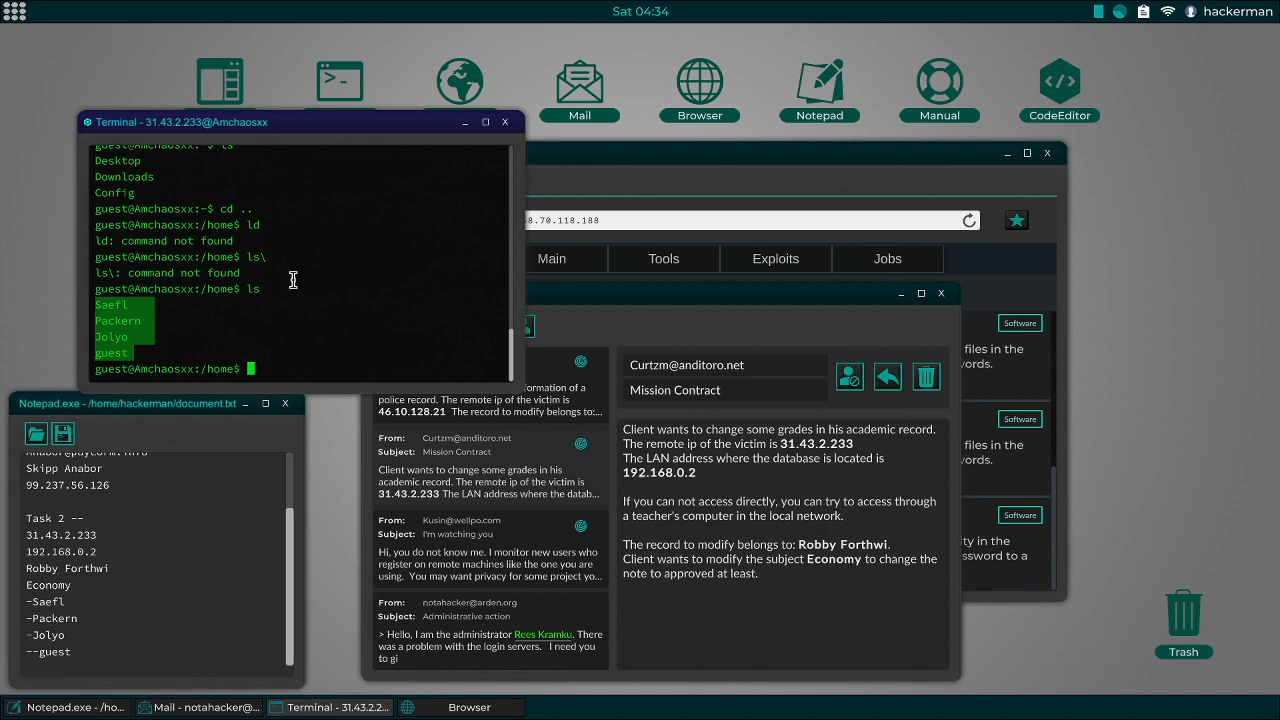 Sat 04:34
hackerman
Mail
Browser
Notepad
Manual
CodeEditor
Terminal - 31.43.2.233@Amchaosxx
guest@Amchaosxx:~$ ls
Desktop
Downloads
Config
guest@Amchaosxx:~$ cd ..
guest@Amchaosxx:/home$ ld
ld: command not found
guest@Amchaosxx:/home$ ls\
ls\: command not found
guest@Amchaosxx:/home$ ls
Saefl
Packern
Jolyo
guest
guest@Amchaosxx:/home$
8.70.118.188
Main
Tools
Exploits
Jobs
Software
files in the
words.
Software
files in the
words.
Software
ity in the
ssword to a
Notepad.exe - /home/hackerman/document.txt
Anabor@paycorm.info
Skipp Anabor
99.237.56.126
Task 2 --
31.43.2.233
192.168.0.2
Robby Forthwi
Economy
-Saefl
-Packern
-Jolyo
--guest
formation of a
police record. The remote ip of the victim is
46.10.128.21 The record to modify belongs to:...
From: Curtzm@anditoro.net
Subject: Mission Contract
Client wants to change some grades in his
academic record. The remote ip of the victim is
31.43.2.233 The LAN address where the datab...
From: Kusin@wellpo.com
Subject: I'm watching you
Hi, you do not know me. I monitor new users who
register on remote machines like the one you are
using. You may want privacy for some project yo...
From: notahacker@arden.org
Subject: Administrative action
> Hello, I am the administrator Rees Kramku. There
was a problem with the login servers. I need you
to gi
Curtzm@anditoro.net
Mission Contract
Client wants to change some grades in his academic record.
The remote ip of the victim is 31.43.2.233
The LAN address where the database is located is
192.168.0.2
If you can not access directly, you can try to access through
a teacher's computer in the local network.
The record to modify belongs to: Robby Forthwi.
Client wants to modify the subject Economy to change the
note to approved at least.
Trash
Notepad.exe - /ho...
Mail - notahacker@...
Terminal - 31.43.2.2...
Browser